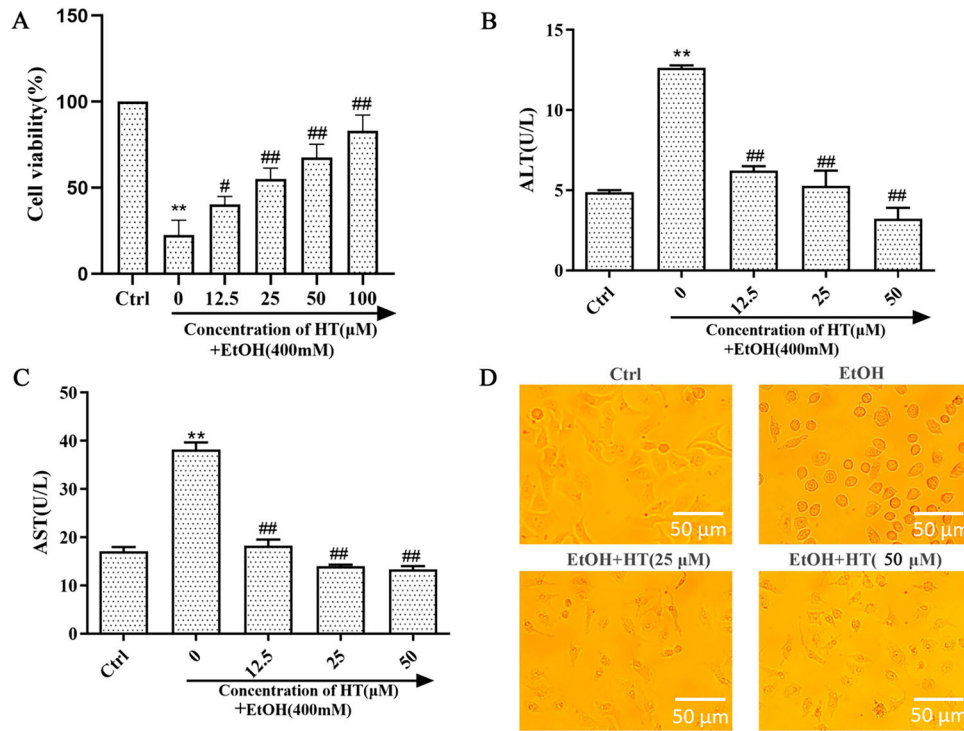 A
Cell viability(%)
150
100
50
0
**
#
##
##
##
Ctrl 0 12.5 25 50 100
Concentration of HT(μM)
+EtOH(400mM)
B
ALT(U/L)
15
10
5
0
**
##
##
##
Ctrl 0 12.5 25 50
Concentration of HT(μM)
+EtOH(400mM)
C
AST(U/L)
50
40
30
20
10
0
**
##
##
##
Ctrl 0 12.5 25 50
Concentration of HT(μM)
+EtOH(400mM)
D
Ctrl
50 μm
EtOH
50 μm
EtOH+HT(25 μM)
50 μm
EtOH+HT( 50 μM)
50 μm